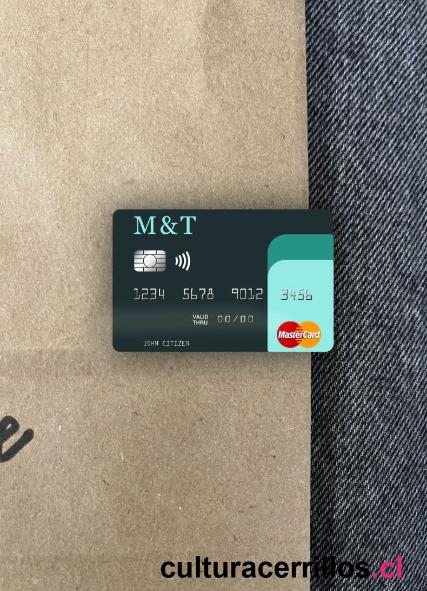 M&T
1234 5678 9012 3456
VALID
THRU 00/00
MasterCard
JOHN CITIZEN
culturacerrillos.cl